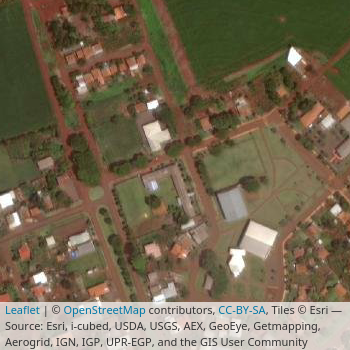 Leaflet | © OpenStreetMap contributors, CC-BY-SA, Tiles © Esri —
Source: Esri, i-cubed, USDA, USGS, AEX, GeoEye, Getmapping,
Aerogrid, IGN, IGP, UPR-EGP, and the GIS User Community